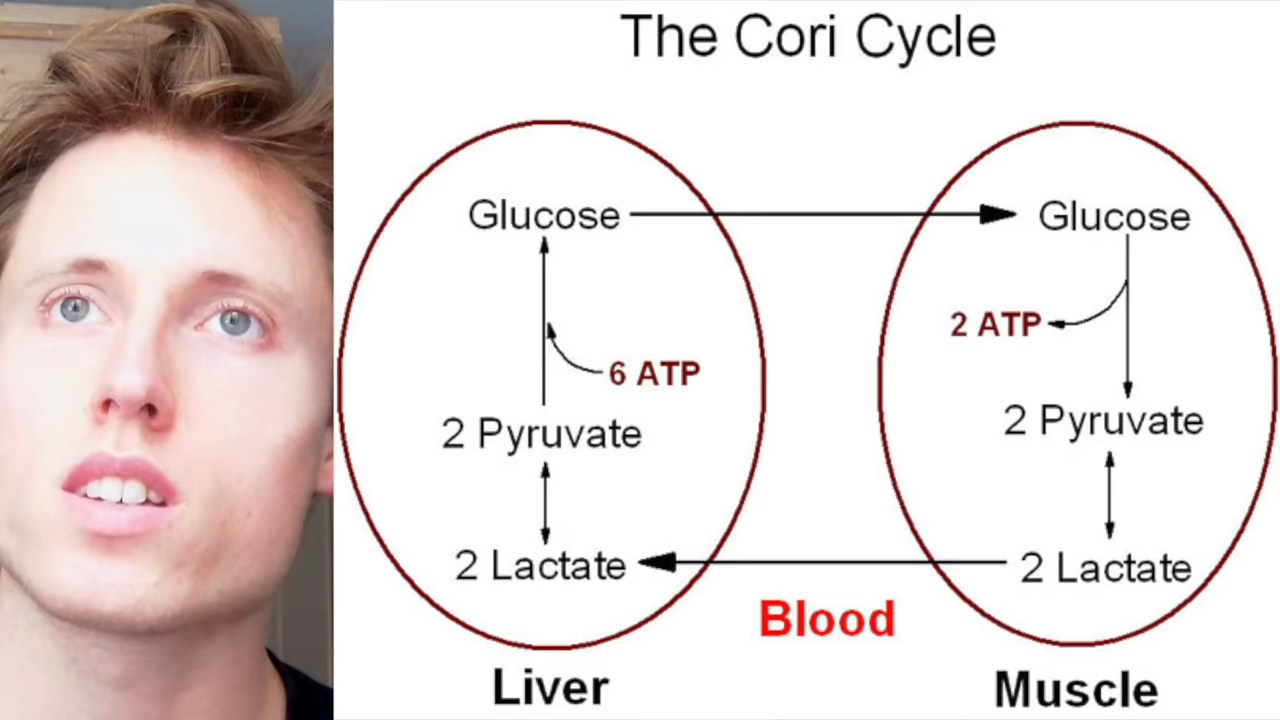 The Cori Cycle
Glucose
Glucose
2 ATP
6 ATP
2 Pyruvate
2 Pyruvate
2 Lactate
2 Lactate
Blood
Liver
Muscle